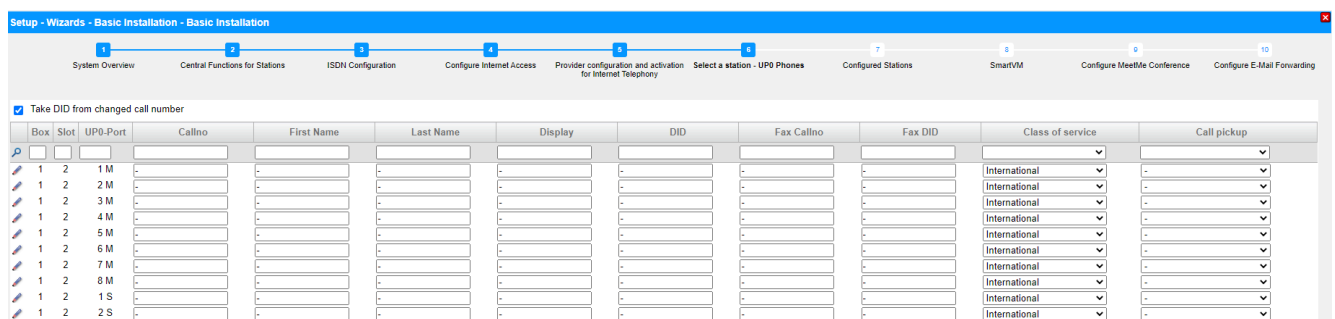 Setup - Wizards - Basic Installation - Basic Installation
1 2 3 4 5 6 7 8 9 10
System Overview Central Functions for Stations ISDN Configuration Configure Internet Access Provider configuration and activation for Internet Telephony Select a station - UP0 Phones Configured Stations SmartVM Configure MeetMe Conference Configure E-Mail Forwarding
Take DID from changed call number
Box Slot UP0-Port Callno First Name Last Name Display DID Fax Callno Fax DID Class of service Call pickup
1 2 1 M - - - - - - - International -
1 2 2 M - - - - - - - International -
1 2 3 M - - - - - - - International -
1 2 4 M - - - - - - - International -
1 2 5 M - - - - - - - International -
1 2 6 M - - - - - - - International -
1 2 7 M - - - - - - - International -
1 2 8 M - - - - - - - International -
1 2 1 S - - - - - - - International -
1 2 2 S - - - - - - - International -